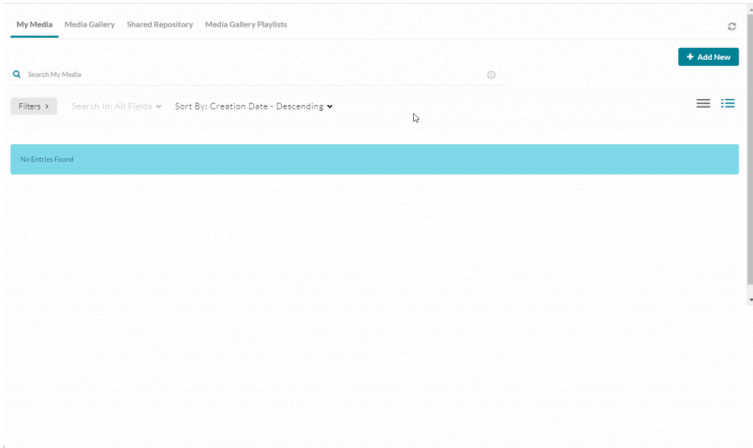 My Media Media Gallery Shared Repository Media Gallery Playlists
+ Add New
Search My Media
Filters > Search In: All Fields Sort By: Creation Date - Descending
No Entries Found